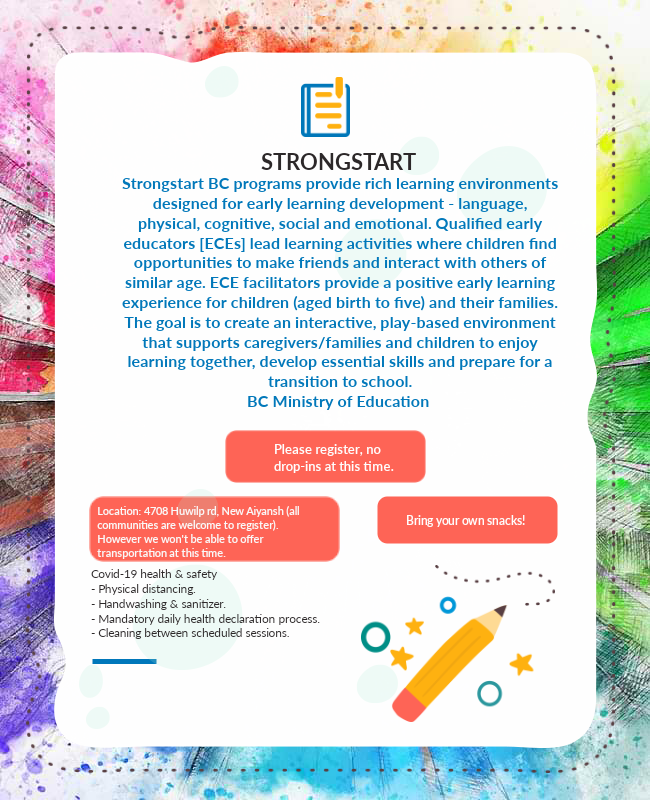 STRONGSTART
Strongstart BC programs provide rich learning environments
designed for early learning development - language,
physical, cognitive, social and emotional. Qualified early
educators [ECEs] lead learning activities where children find
opportunities to make friends and interact with others of
similar age. ECE facilitators provide a positive early learning
experience for children (aged birth to five) and their families.
The goal is to create an interactive, play-based environment
that supports caregivers/families and children to enjoy
learning together, develop essential skills and prepare for a
transition to school.
BC Ministry of Education
Please register, no
drop-ins at this time.
Location: 4708 Huwilp rd, New Aiyansh (all
communities are welcome to register).
However we won't be able to offer
transportation at this time.
Bring your own snacks!
Covid-19 health & safety
- Physical distancing.
- Handwashing & sanitizer.
- Mandatory daily health declaration process.
- Cleaning between scheduled sessions.